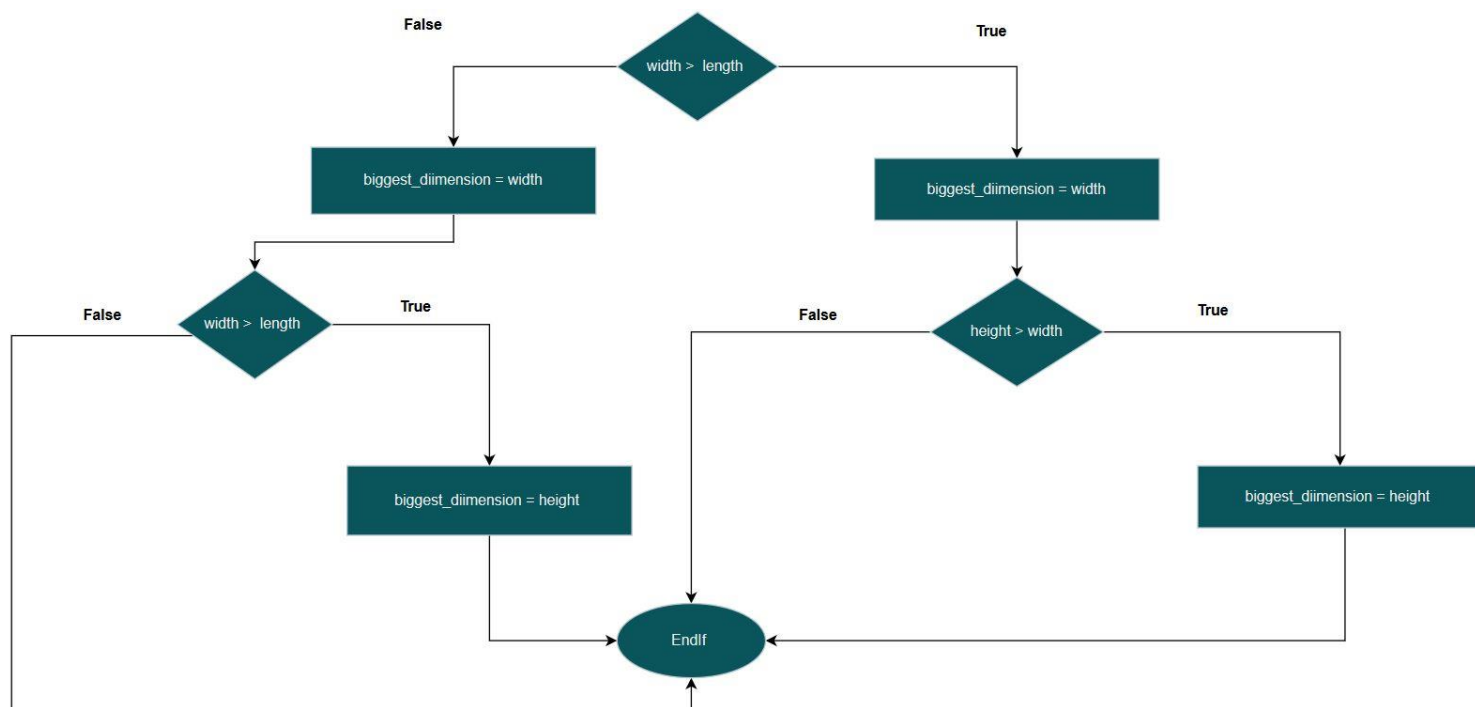 False
True
width >  length
biggest_diimension = width
biggest_diimension = width
False
width >  length
True
False
height > width
True
biggest_diimension = height
biggest_diimension = height
EndIf